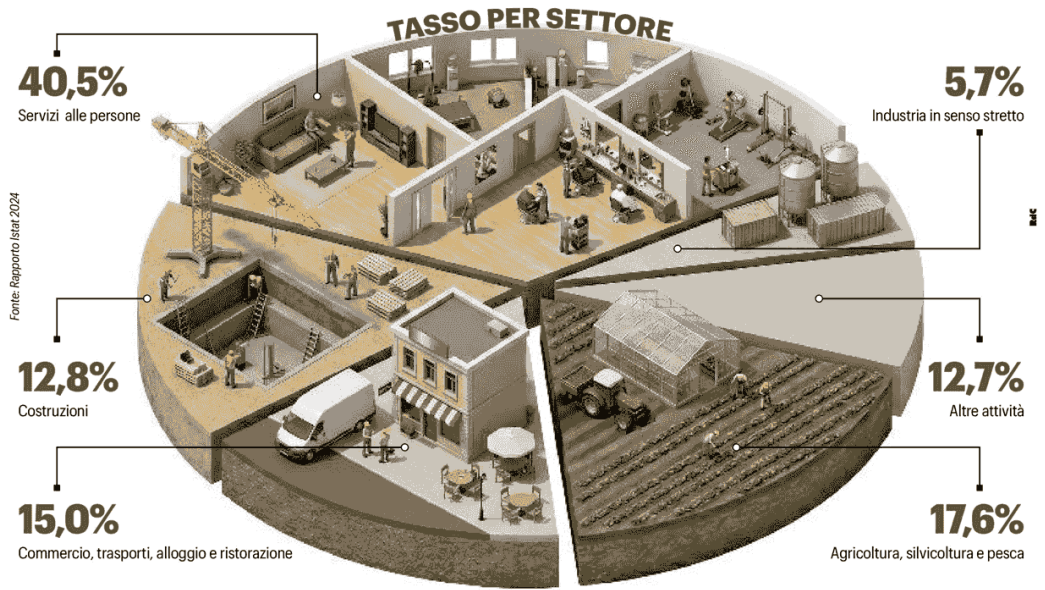 TASSO PER SETTORE
40,5%
Servizi alle persone
5,7%
Industria in senso stretto
Fonte: Rapporto Istat 2024
12,8%
Costruzioni
12,7%
Altre attività
15,0%
Commercio, trasporti, alloggio e ristorazione
17,6%
Agricoltura, silvicoltura e pesca